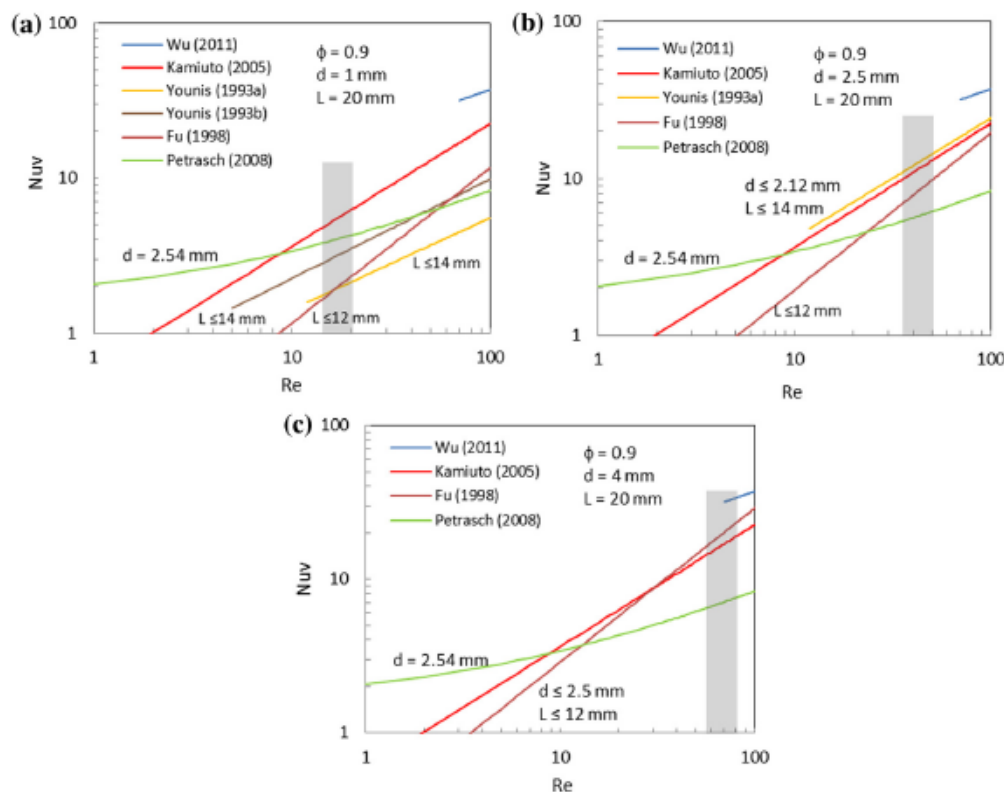 (a)
100
10
1
Nuv
Wu (2011)
Kamiuto (2005)
Younis (1993a)
Younis (1993b)
Fu (1998)
Petrasch (2008)
ϕ = 0.9
d = 1 mm
L = 20 mm
d = 2.54 mm
L ≤14 mm
L ≤14 mm
L ≤12 mm
1
10
100
Re
(b)
100
10
1
Nuv
Wu (2011)
Kamiuto (2005)
Younis (1993a)
Fu (1998)
Petrasch (2008)
ϕ = 0.9
d = 2.5 mm
L = 20 mm
d ≤ 2.12 mm
L ≤ 14 mm
d = 2.54 mm
L ≤12 mm
1
10
100
Re
(c)
100
10
1
Nuv
Wu (2011)
Kamiuto (2005)
Fu (1998)
Petrasch (2008)
ϕ = 0.9
d = 4 mm
L = 20 mm
d = 2.54 mm
d ≤ 2.5 mm
L ≤ 12 mm
1
10
100
Re